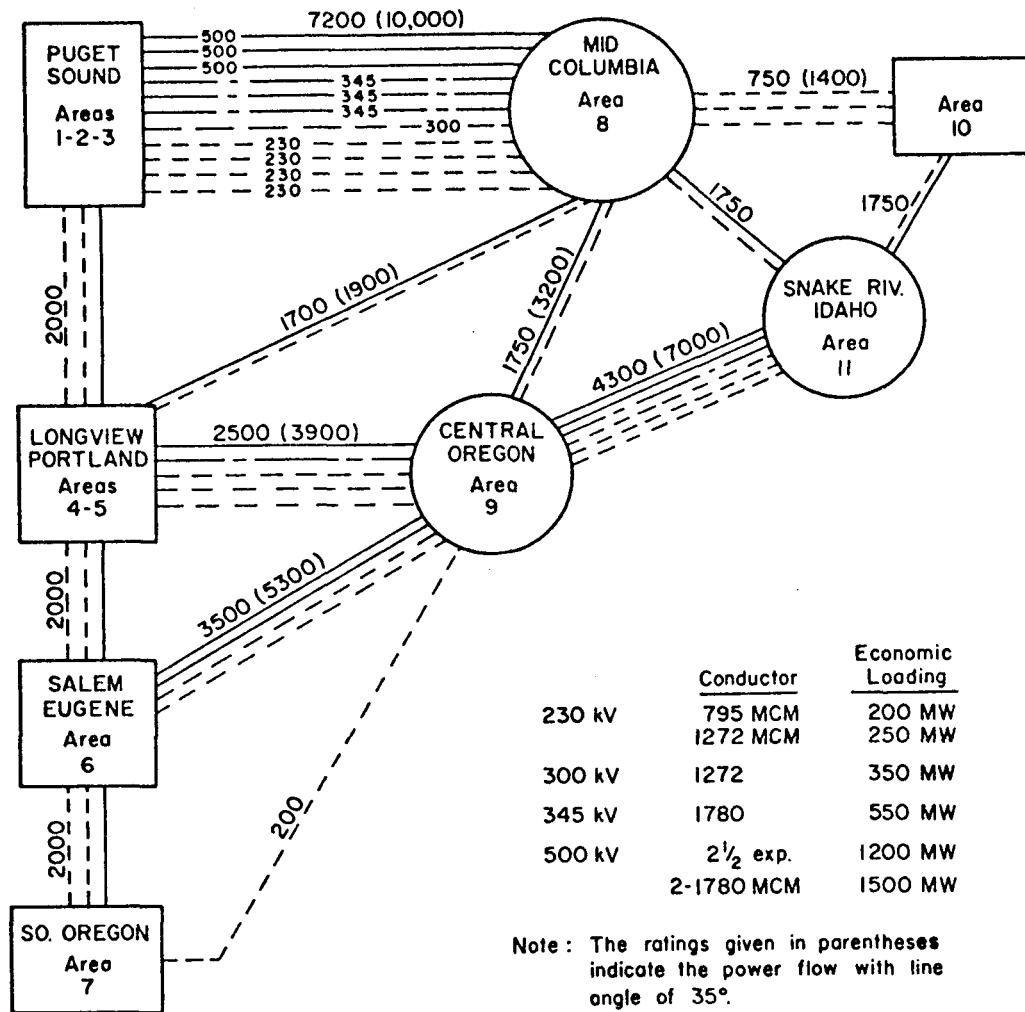 7200 (10,000)
PUGET
SOUND
Areas
1-2-3
500
500
500
345
345
345
300
230
230
230
230
MID
COLUMBIA
Area
8
750 (1400)
Area
10
2000
1700 (1900)
1750 (3200)
1750
1750
SNAKE RIV.
IDAHO
Area
11
4300 (7000)
LONGVIEW
PORTLAND
Areas
4-5
2500 (3900)
CENTRAL
OREGON
Area
9
2000
3500 (5300)
SALEM
EUGENE
Area
6
2000
200
SO. OREGON
Area
7
Conductor Economic
Loading
230 kV 795 MCM 200 MW
1272 MCM 250 MW
300 kV 1272 350 MW
345 kV 1780 550 MW
500 kV 2½ exp. 1200 MW
2-1780 MCM 1500 MW
Note : The ratings given in parentheses
indicate the power flow with line
angle of 35°.